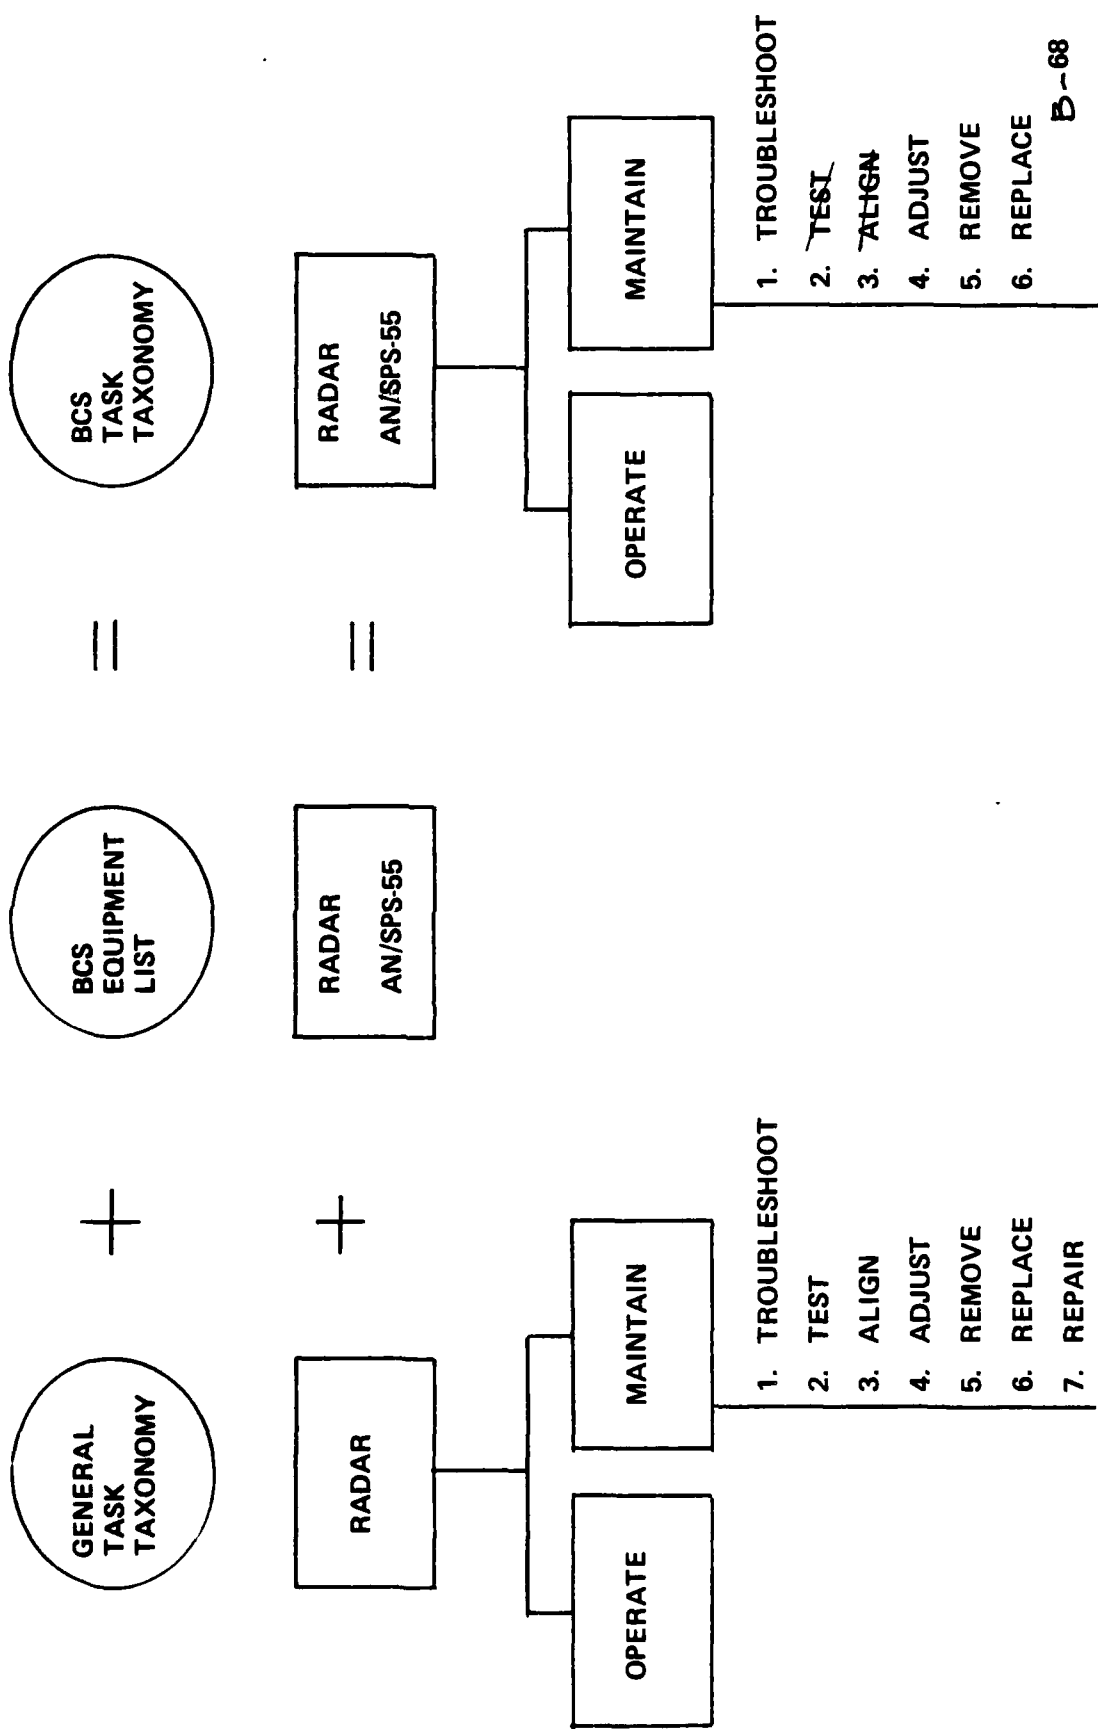 GENERAL
TASK
TAXONOMY
+
BCS
EQUIPMENT
LIST
=
BCS
TASK
TAXONOMY
RADAR
+
RADAR
AN/SPS-55
=
RADAR
AN/SPS-55
OPERATE
MAINTAIN
OPERATE
MAINTAIN
1. TROUBLESHOOT
2. TEST
3. ALIGN
4. ADJUST
5. REMOVE
6. REPLACE
7. REPAIR
1. TROUBLESHOOT
2. TEST
3. ALIGN
4. ADJUST
5. REMOVE
6. REPLACE
B-68